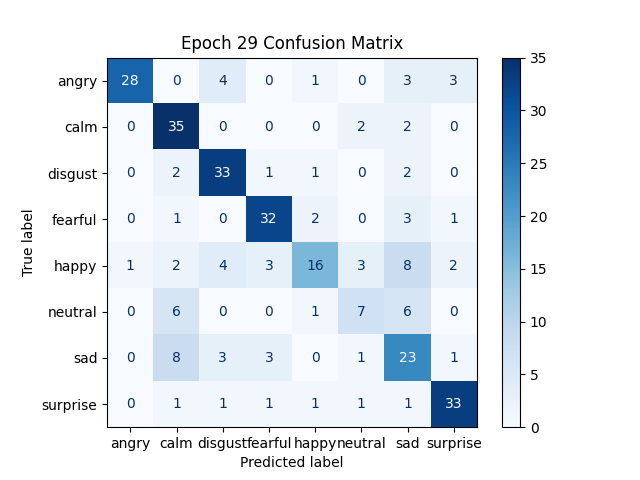 Epoch 29 Confusion Matrix
angry 28 0 4 0 1 0 3 3
calm 0 35 0 0 0 2 2 0
disgust 0 2 33 1 1 0 2 0
fearful 0 1 0 32 2 0 3 1
happy 1 2 4 3 16 3 8 2
neutral 0 6 0 0 1 7 6 0
sad 0 8 3 3 0 1 23 1
surprise 0 1 1 1 1 1 1 33
angry calm disgust fearful happy neutral sad surprise
Predicted label
True label
35
30
25
20
15
10
5
0